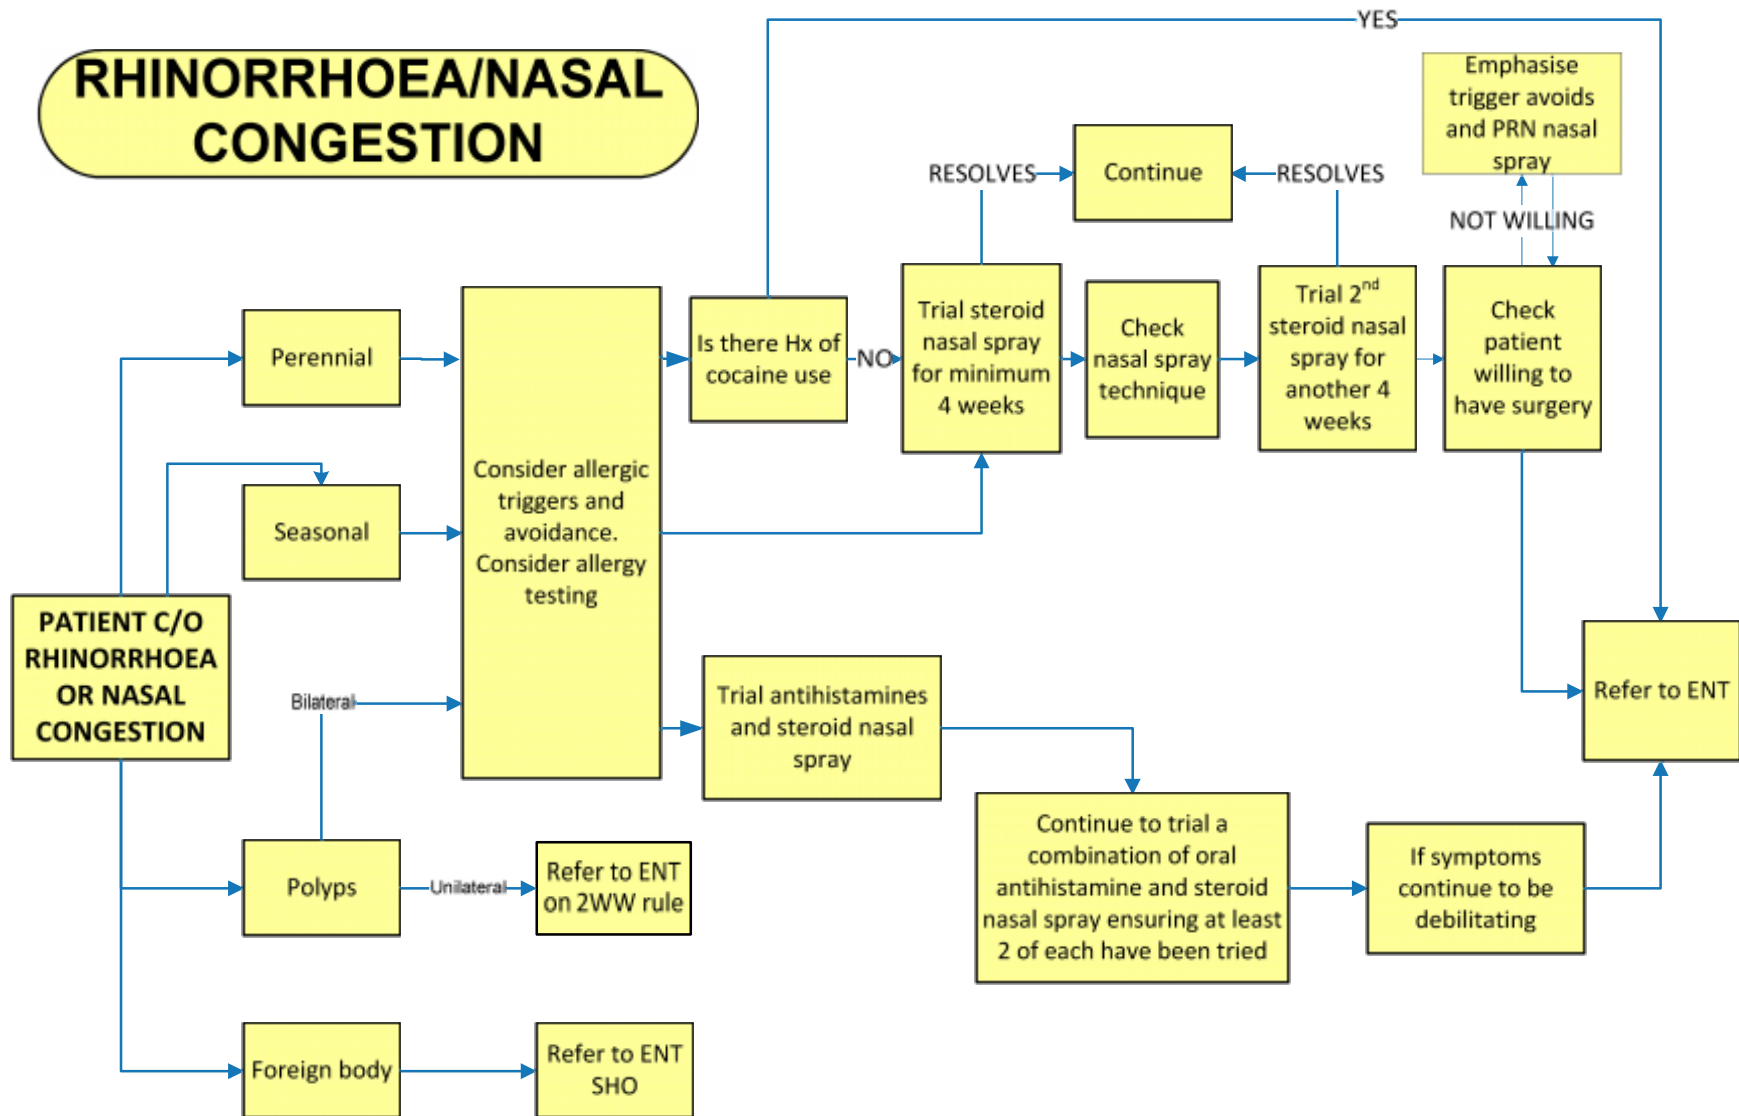 RHINORRHOEA/NASAL
CONGESTION
YES
Emphasise
trigger avoids
and PRN nasal
spray
RESOLVES
Continue
RESOLVES
NOT WILLING
Perennial
Is there Hx of
cocaine use
NO
Trial steroid
nasal spray
for minimum
4 weeks
Check
nasal spray
technique
Trial 2nd
steroid nasal
spray for
another 4
weeks
Check
patient
willing to
have surgery
Seasonal
Consider allergic
triggers and
avoidance.
Consider allergy
testing
PATIENT C/O
RHINORRHOEA
OR NASAL
CONGESTION
Bilateral
Trial antihistamines
and steroid nasal
spray
Refer to ENT
Polyps
Unilateral
Refer to ENT
on 2WW rule
Continue to trial a
combination of oral
antihistamine and steroid
nasal spray ensuring at least
2 of each have been tried
If symptoms
continue to be
debilitating
Foreign body
Refer to ENT
SHO